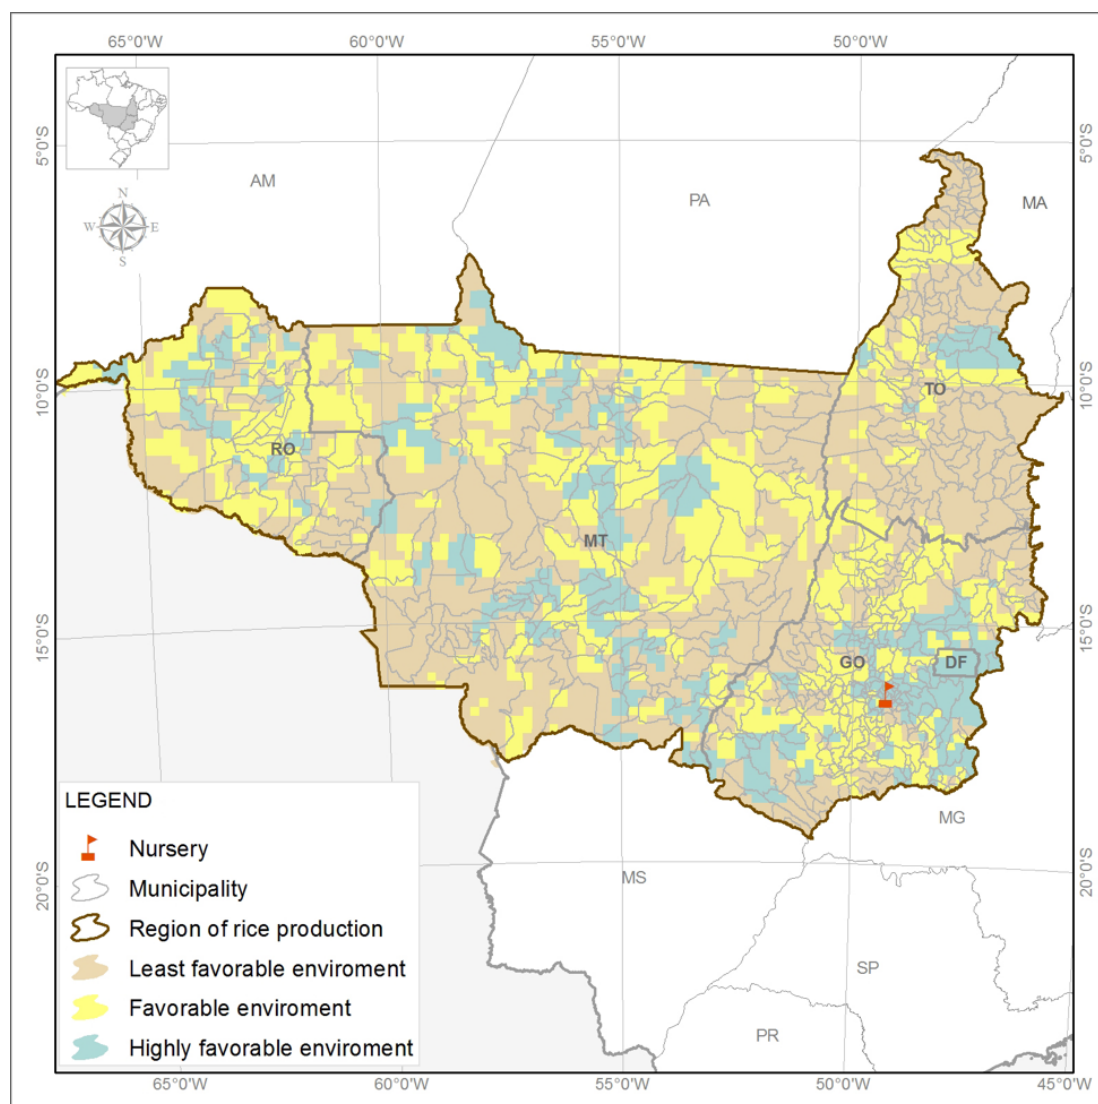 65°0'W 60°0'W 55°0'W 50°0'W
5°0'S 5°0'S
AM PA MA
N
W E
S
10°0'S TO 10°0'S
RO
MT
15°0'S GO DF 15°0'S
LEGEND
Nursery
Municipality
Region of rice production
Least favorable enviroment
Favorable enviroment
Highly favorable enviroment
MG
20°0'S MS 20°0'S
SP
PR
65°0'W 60°0'W 55°0'W 50°0'W 45°0'W